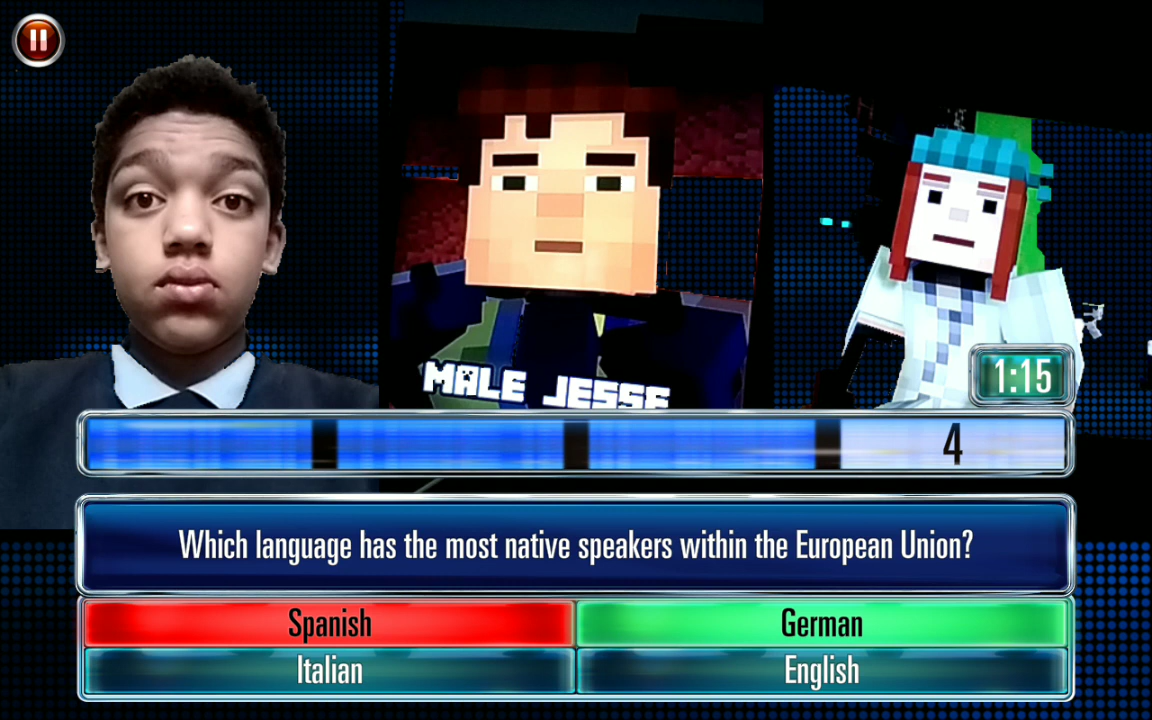 MALE JESSE
1:15
4
Which language has the most native speakers within the European Union?
Spanish
German
Italian
English